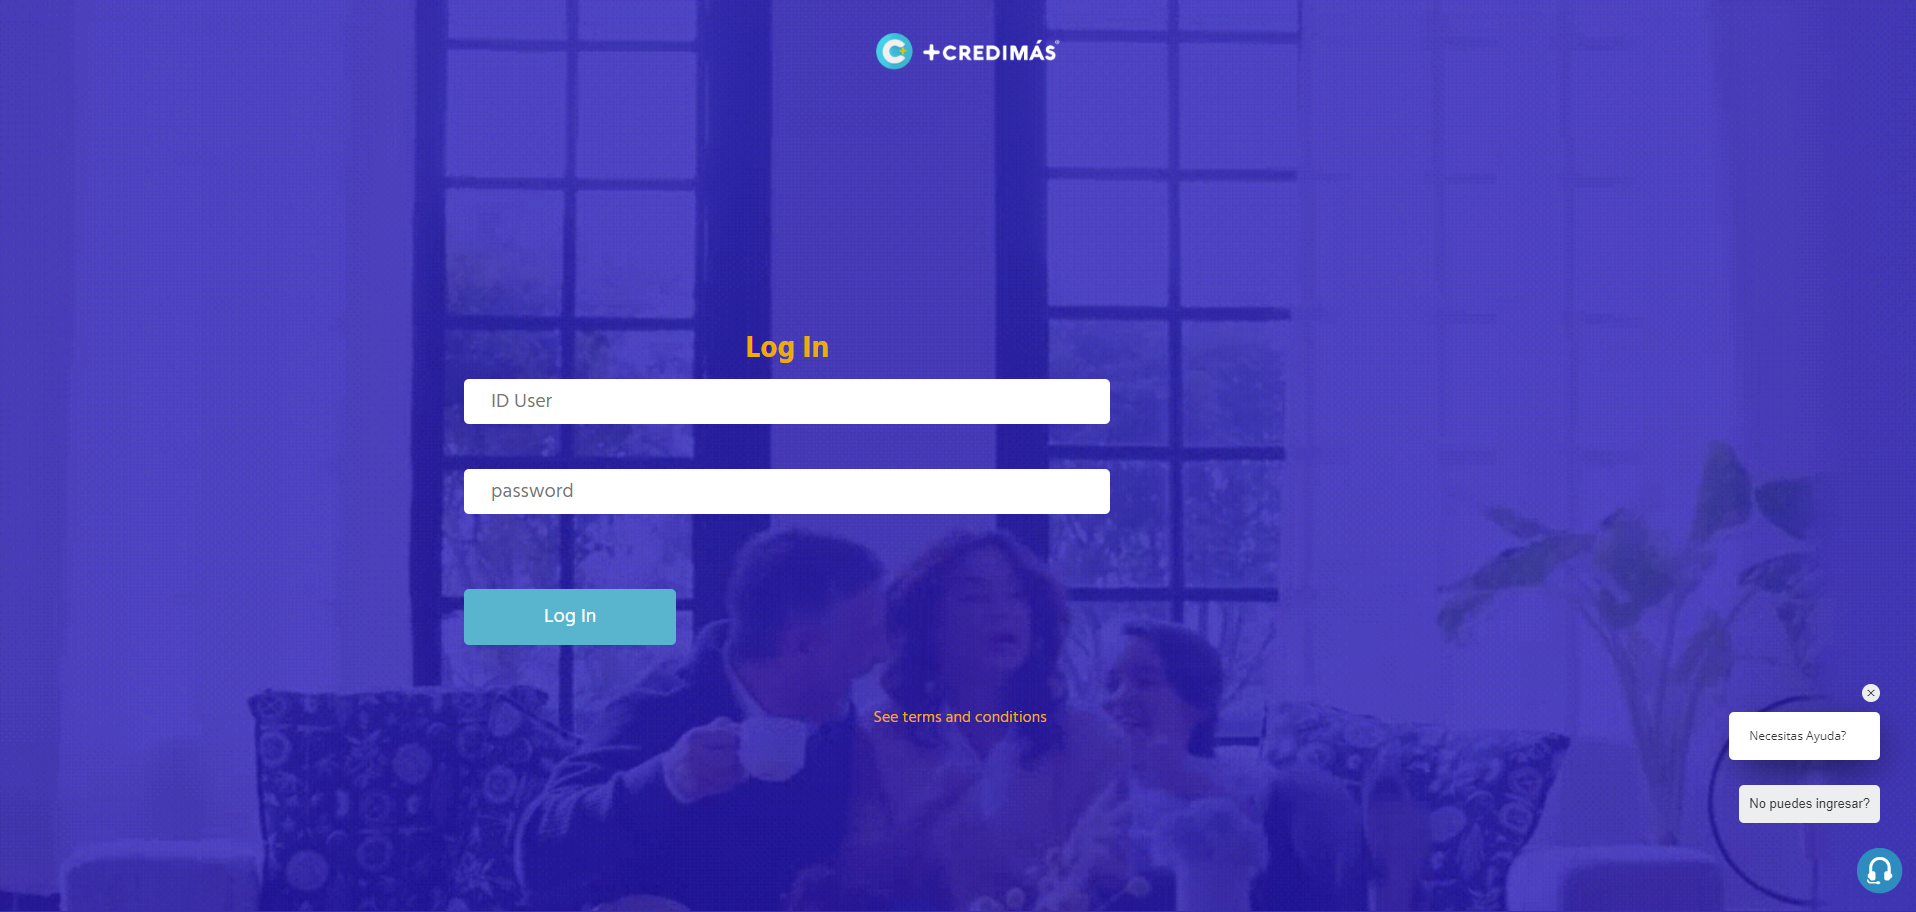 +CREDIMÁS®
Log In
ID User
password
Log In
See terms and conditions
Necesitas Ayuda?
No puedes ingresar?